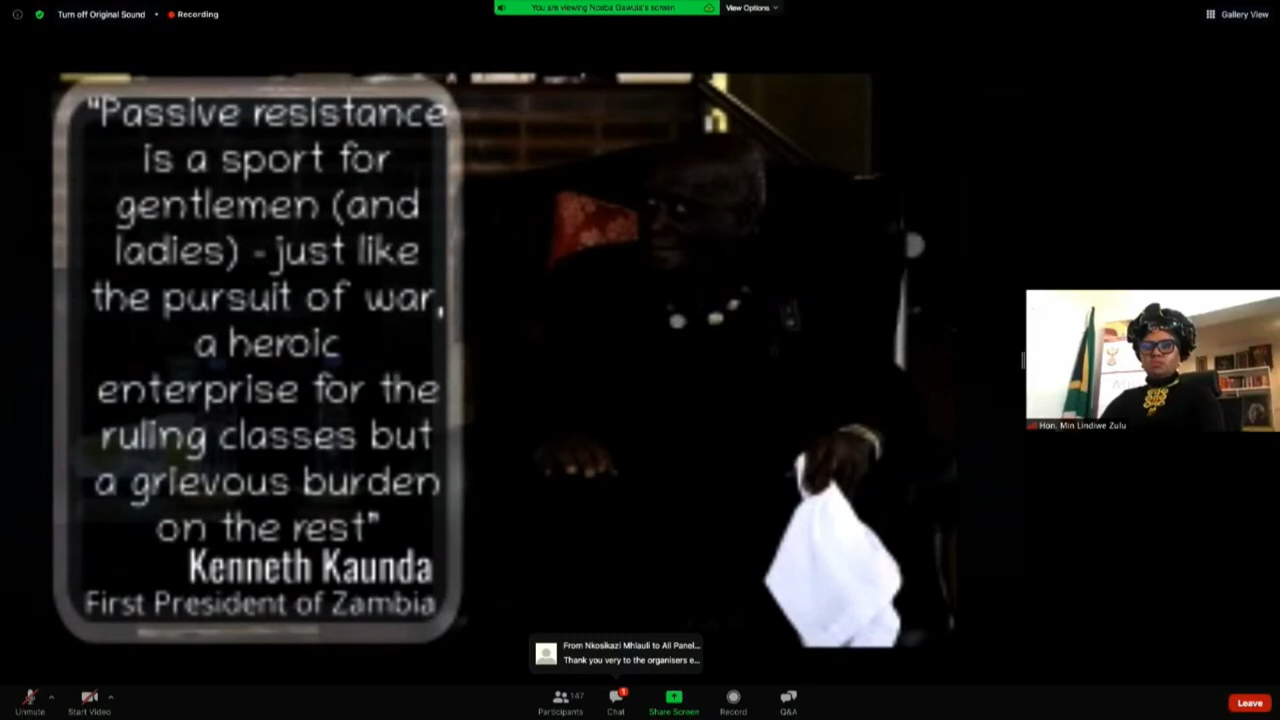 Turn off Original Sound
Recording
You are viewing Noeba Gawula's screen
View Options
Gallery View
"Passive resistance
is a sport for
gentlemen (and
ladies) - just like
the pursuit of war,
a heroic
enterprise for the
ruling classes but
a grievous burden
on the rest"
Kenneth Kaunda
First President of Zambia
Hon. Min Lindiwe Zulu
From Nkosikazi Mhlauli to All Panel...
Thank you very to the organisers e...
Unmute
Start Video
147
Participants
1
Chat
Share Screen
Record
Q&A
Leave